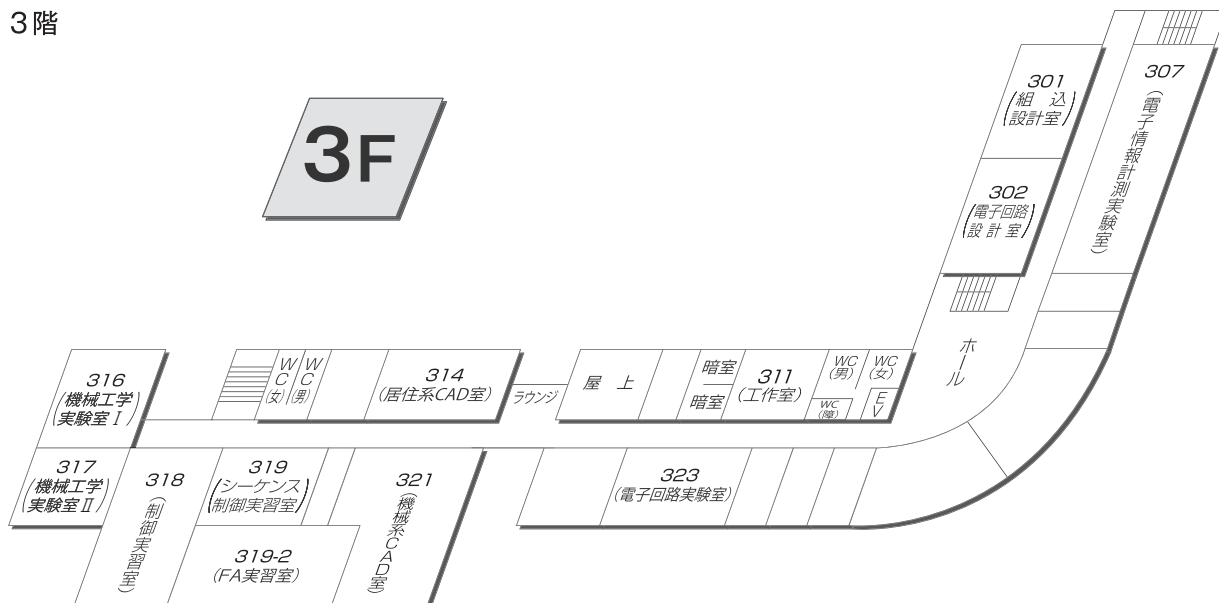 3階
3F
301
(組 込
設計室)
307
(電子情報計測実験室)
302
(電子回路
設計室)
ホール
316
(機械工学
実験室Ⅰ)
WC(女)
WC(男)
314
(居住系CAD室)
ラウンジ
屋 上
暗室
暗室
311
(工作室)
WC
(男)
WC
(女)
WC
(障)
EV
317
(機械工学
実験室Ⅱ)
318
(制御実習室)
319
(シーケンス
制御実習室)
319-2
(FA実習室)
321
(機械系CAD室)
323
(電子回路実験室)